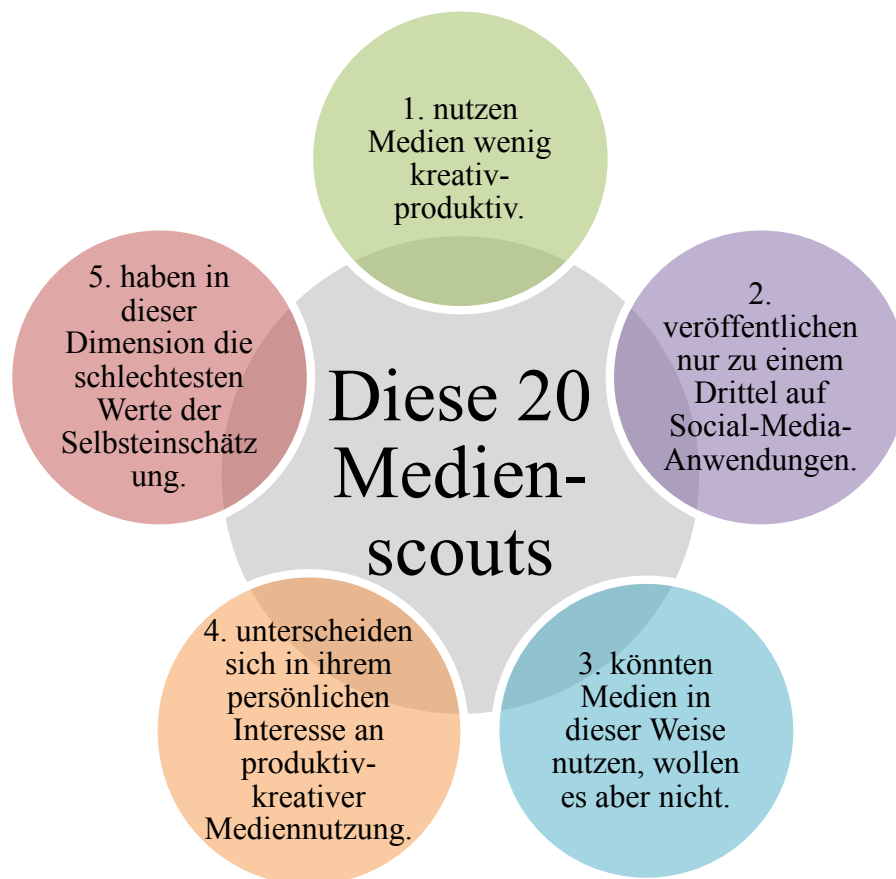 1. nutzen
Medien wenig
kreativ-
produktiv.
2.
veröffentlichen
nur zu einem
Drittel auf
Social-Media-
Anwendungen.
3. könnten
Medien in
dieser Weise
nutzen, wollen
es aber nicht.
4. unterscheiden
sich in ihrem
persönlichen
Interesse an
produktiv-
kreativer
Mediennutzung.
5. haben in
dieser
Dimension die
schlechtesten
Werte der
Selbsteinschätz
ung.
Diese 20
Medien-
scouts